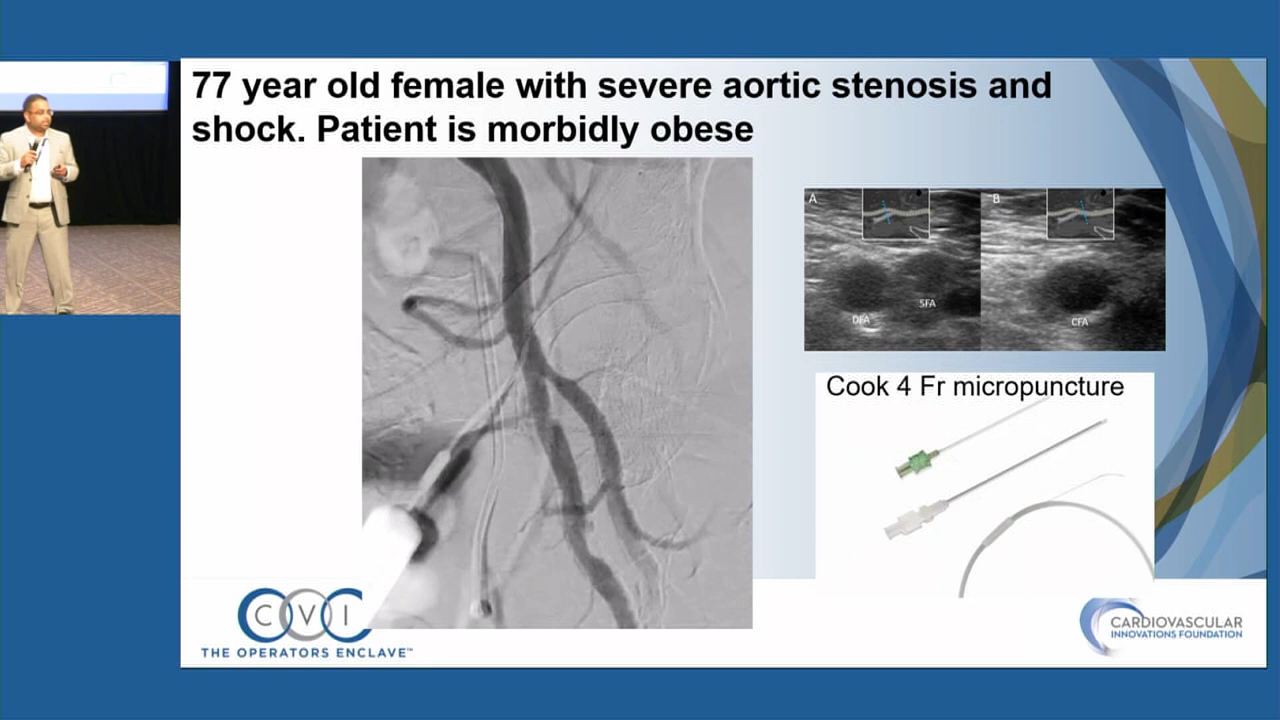 77 year old female with severe aortic stenosis and
shock. Patient is morbidly obese
A
B
SFA
DFA
CFA
Cook 4 Fr micropuncture
CVI
THE OPERATORS ENCLAVE™
CARDIOVASCULAR
INNOVATIONS FOUNDATION